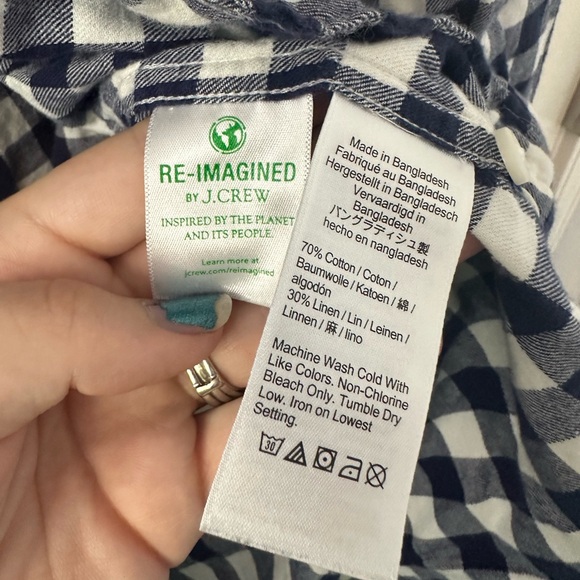 RE-IMAGINED
BY J.CREW
INSPIRED BY THE PLANET
AND ITS PEOPLE.
Learn more at
jcrew.com/reimagined
Made in Bangladesh
Fabriqué au Bangladesh
Hergestellt in Bangladesch
Vervaardigd in
Bangladesh
バングラディシュ製
hecho en nangladesh
70% Cotton / Coton /
Baumwolle / Katoen / 綿 /
algodón
30% Linen / Lin / Leinen /
Linnen / 麻 / lino
Machine Wash Cold With
Like Colors. Non-Chlorine
Bleach Only. Tumble Dry
Low. Iron on Lowest
Setting.
30